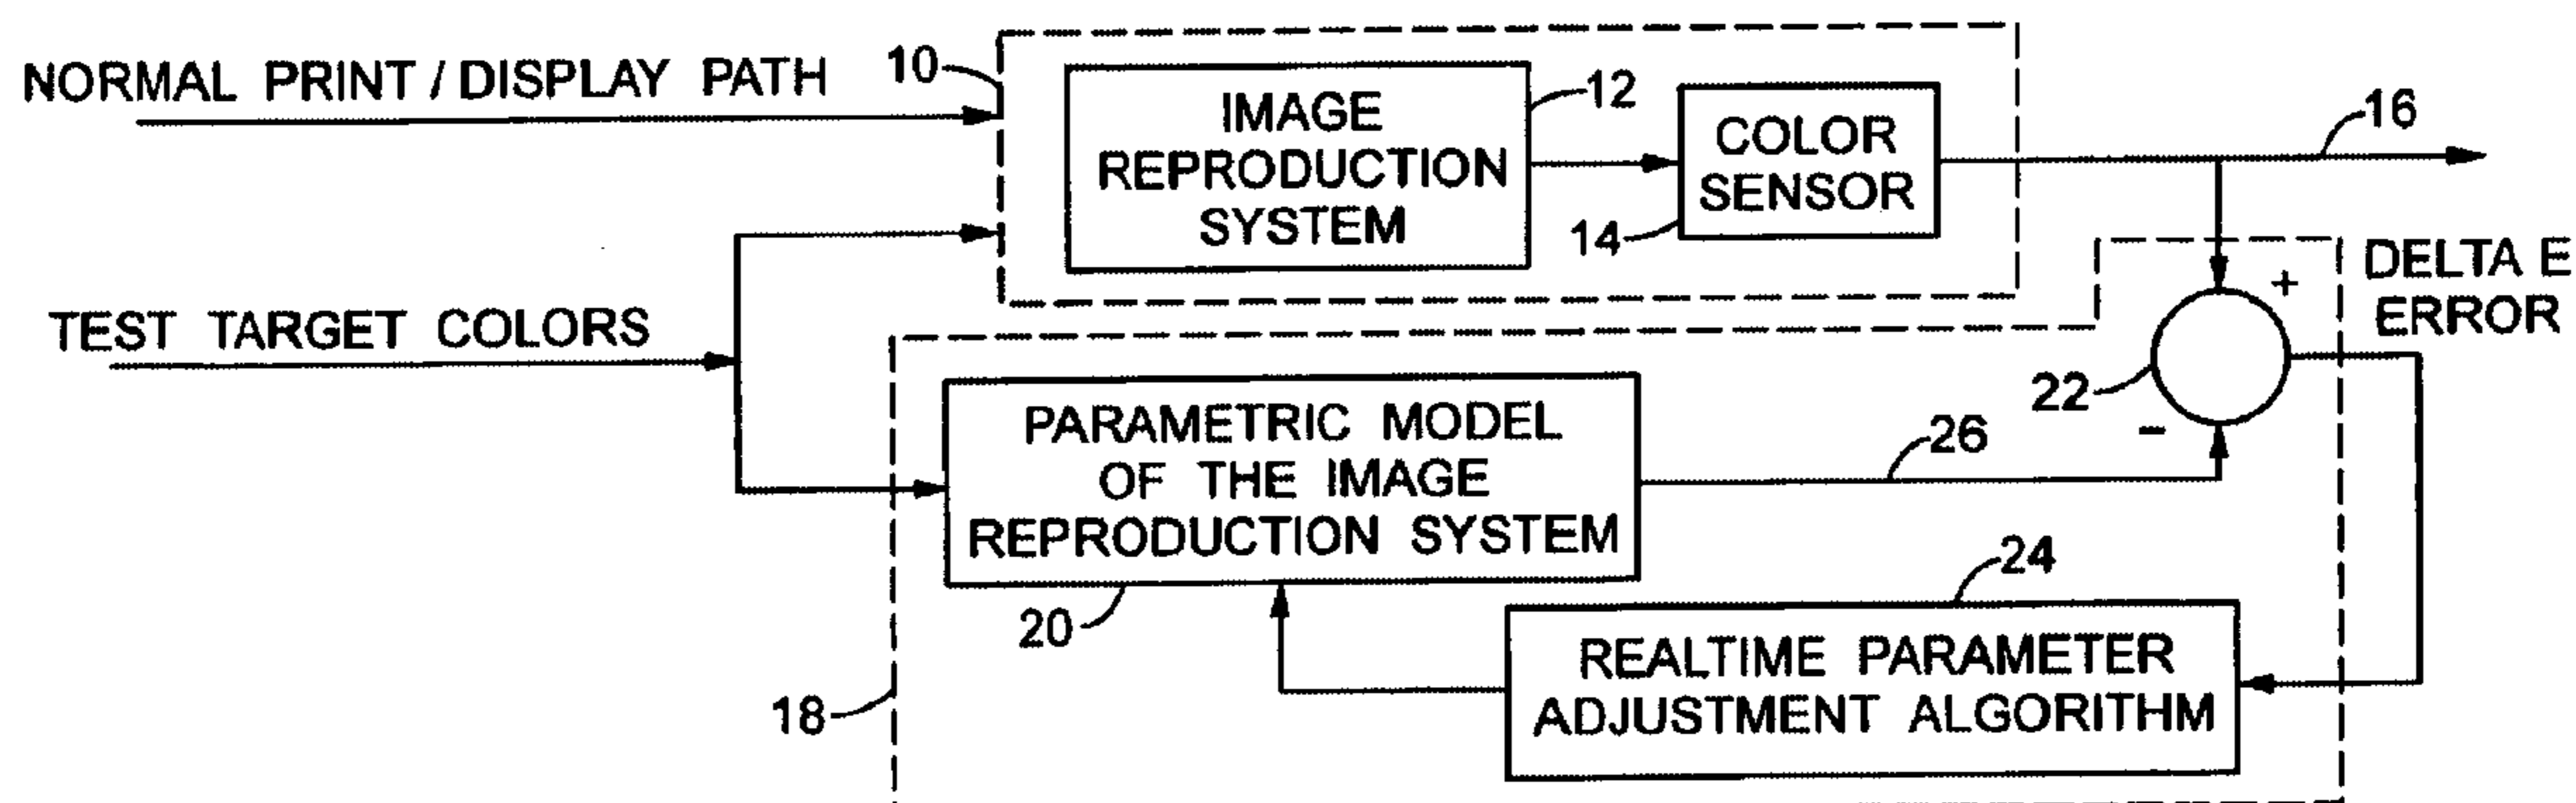 NORMAL PRINT / DISPLAY PATH
10
IMAGE
REPRODUCTION
SYSTEM
12
COLOR
SENSOR
14
16
TEST TARGET COLORS
+
DELTA E
ERROR
22
-
PARAMETRIC MODEL
OF THE IMAGE
REPRODUCTION SYSTEM
26
20
24
REALTIME PARAMETER
ADJUSTMENT ALGORITHM
18